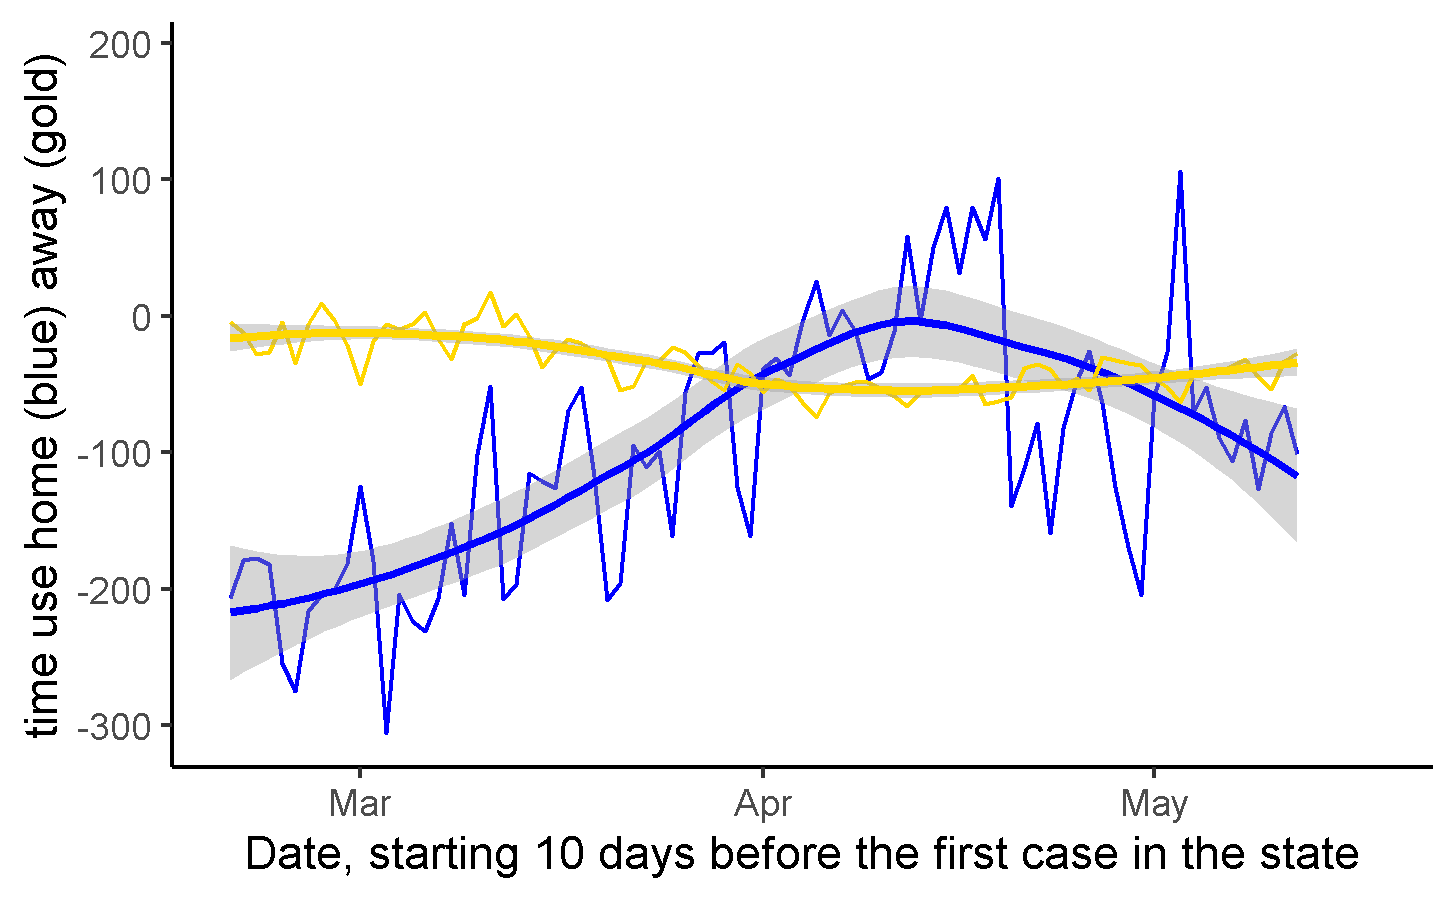 time use home (blue) away (gold)
200
100
0
-100
-200
-300
Mar
Apr
May
Date, starting 10 days before the first case in the state